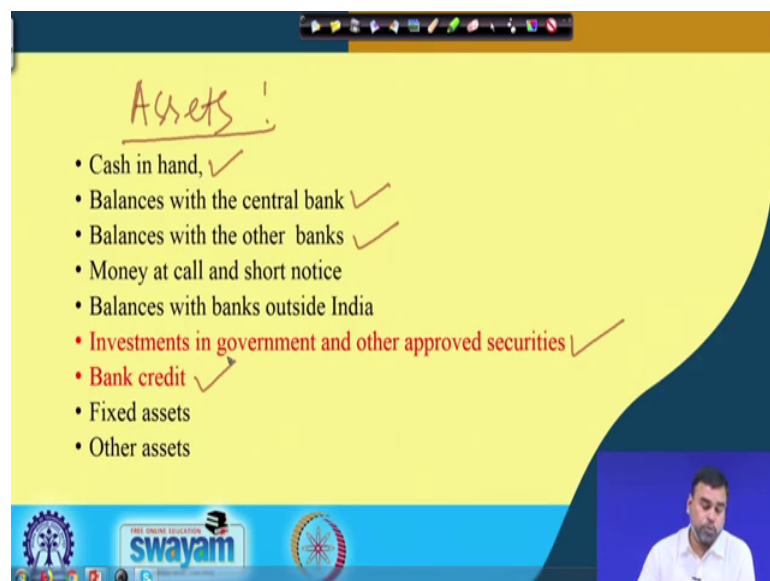 Assets :
• Cash in hand,
• Balances with the central bank
• Balances with the other  banks
• Money at call and short notice
• Balances with banks outside India
• Investments in government and other approved securities
• Bank credit
• Fixed assets
• Other assets
FREE ONLINE EDUCATION
swayam